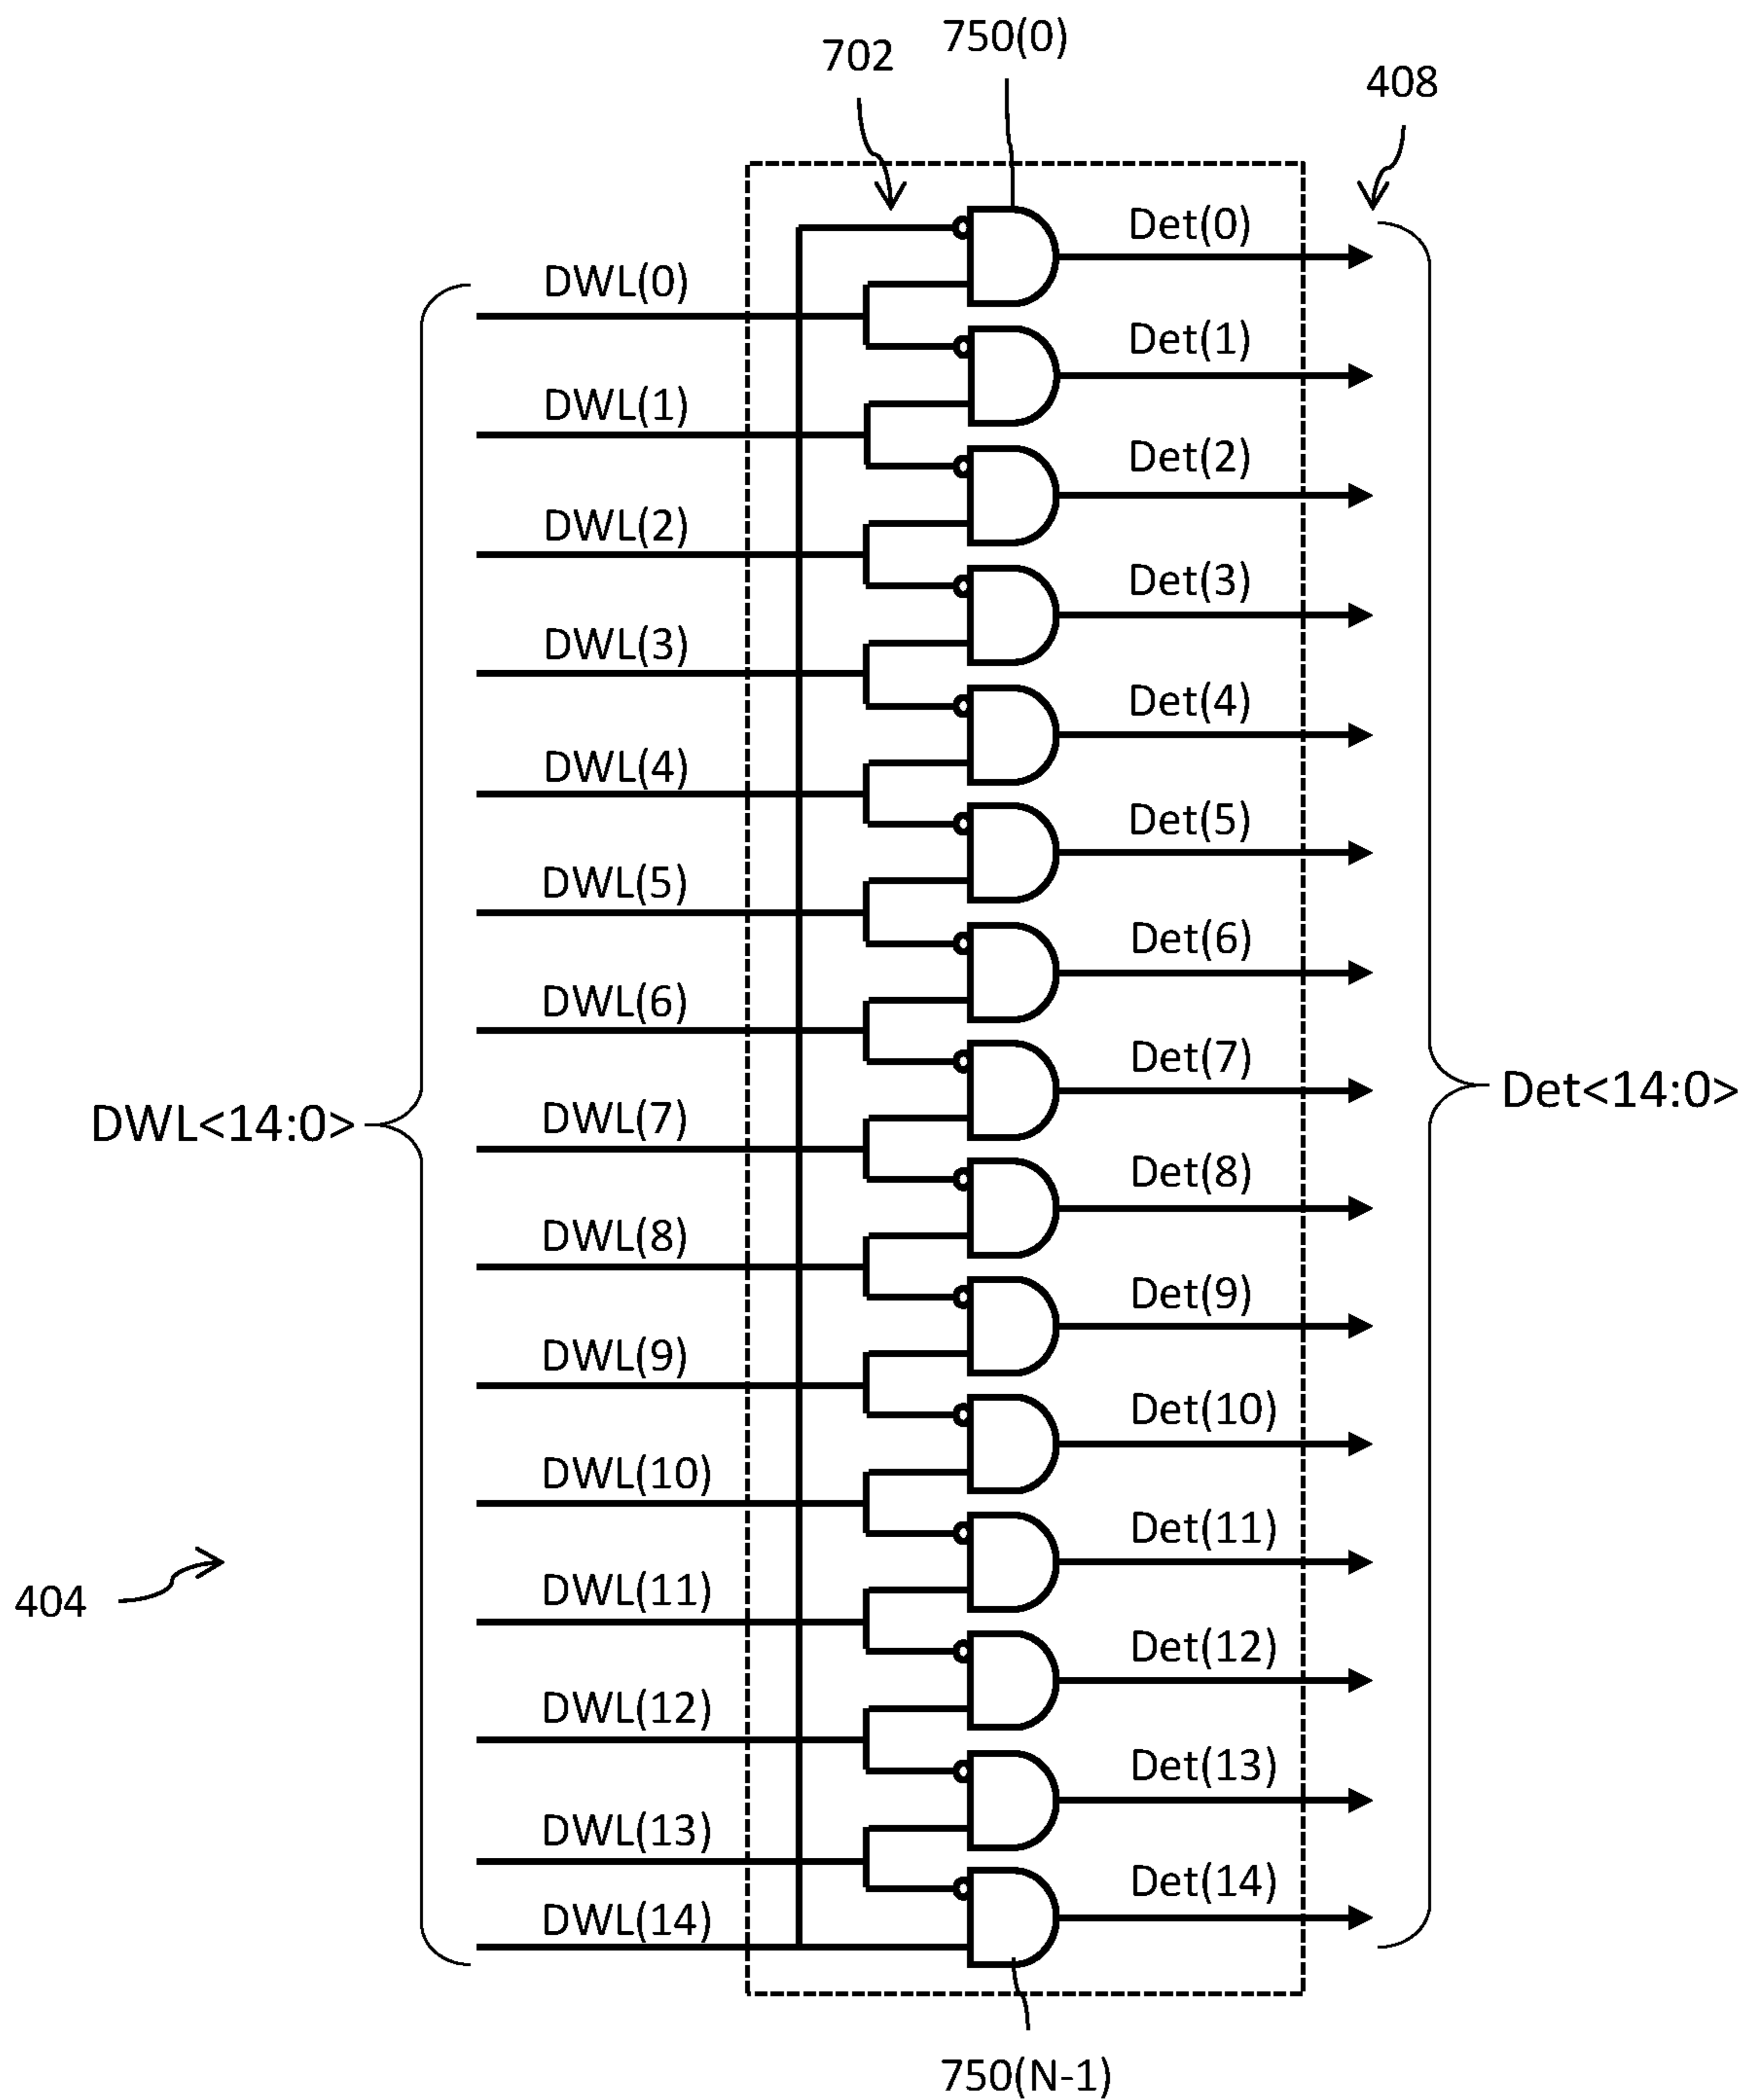 750(0)
702
408
Det(0)
DWL(0)
Det(1)
DWL(1)
Det(2)
DWL(2)
Det(3)
DWL(3)
Det(4)
DWL(4)
Det(5)
DWL(5)
Det(6)
DWL(6)
Det(7)
DWL<14:0>
Det<14:0>
DWL(7)
Det(8)
DWL(8)
Det(9)
DWL(9)
Det(10)
DWL(10)
Det(11)
404
DWL(11)
Det(12)
DWL(12)
Det(13)
DWL(13)
Det(14)
DWL(14)
750(N-1)